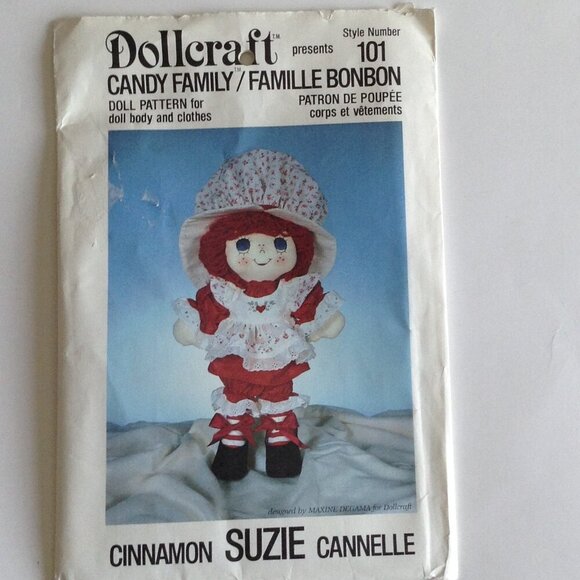 Dollcraft™ presents
Style Number
101
CANDY FAMILY™/FAMILLE BONBON
DOLL PATTERN for
doll body and clothes
PATRON DE POUPÉE
corps et vêtements
designed by MAXINE DEGAMA for Dollcraft
CINNAMON SUZIE CANNELLE